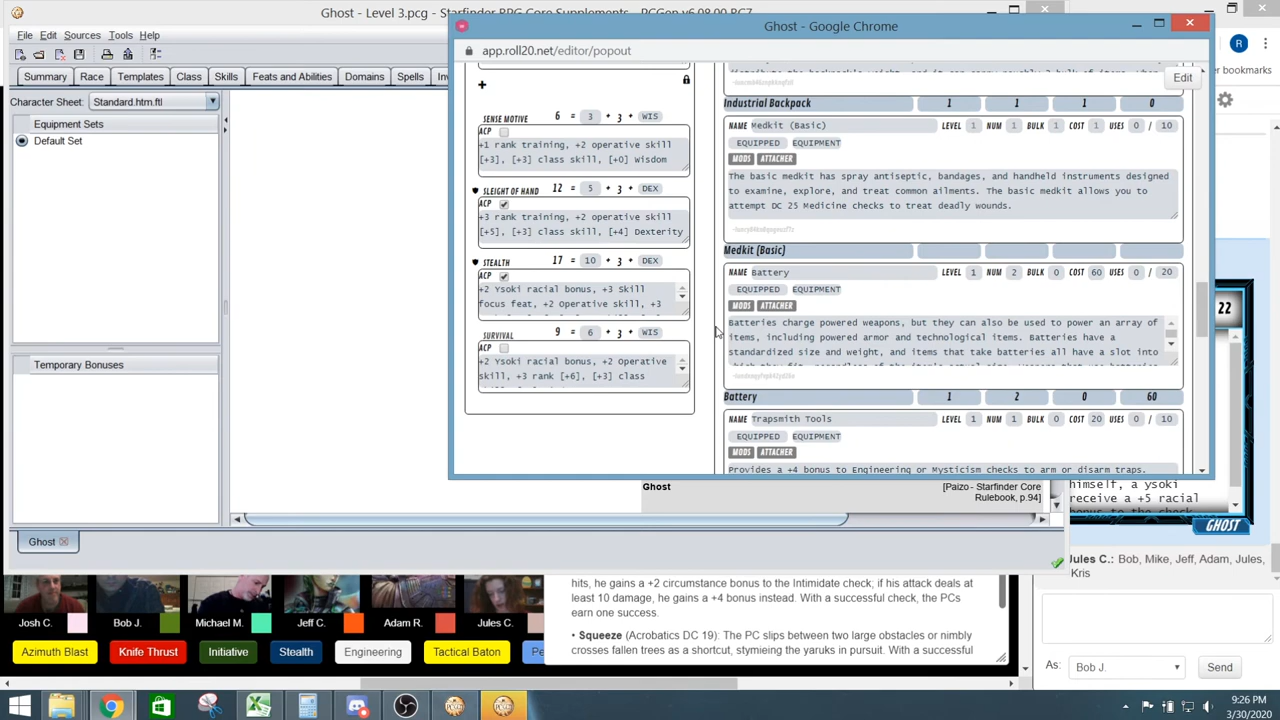 Ghost - Level 3.pcg - Starfinder RPG Core Supplements - PCGen v6.08.00 RC7
File Edit Sources Tools Help
Summary Race Templates Class Skills Feats and Abilities Domains Spells
Character Sheet: Standard.htm.ftl
Equipment Sets
Default Set
Temporary Bonuses
Ghost
Ghost - Google Chrome
app.roll20.net/editor/popout
Edit
+
SENSE MOTIVE 6 = 3 + 3 + WIS
ACP
+1 rank training, +2 operative skill
[+3], [+3] class skill, [+0] wisdom
SLEIGHT OF HAND 12 = 5 + 3 + DEX
ACP
+3 rank training, +2 operative skill
[+5], [+3] class skill, [+4] Dexterity
STEALTH 17 = 10 + 3 + DEX
ACP
+2 Ysoki racial bonus, +3 Skill
focus feat, +2 Operative skill, +3
SURVIVAL 9 = 6 + 3 + WIS
ACP
+2 Ysoki racial bonus, +2 Operative
skill, +3 rank [+6], [+3] class
Industrial Backpack 1 1 1 0
NAME Medkit (Basic) LEVEL 1 NUM 1 BULK 1 COST 1 USES 0 / 10
EQUIPPED EQUIPMENT
MODS ATTACHER
The basic medkit has spray antiseptic, bandages, and handheld instruments designed
to examine, explore, and treat common ailments. The basic medkit allows you to
attempt DC 25 Medicine checks to treat deadly wounds.
Medkit (Basic)
NAME Battery LEVEL 1 NUM 2 BULK 0 COST 60 USES 0 / 20
EQUIPPED EQUIPMENT
MODS ATTACHER
Batteries charge powered weapons, but they can also be used to power an array of
items, including powered armor and technological items. Batteries have a
standardized size and weight, and items that take batteries all have a slot into
Battery 1 2 0 60
NAME Trapsmith Tools LEVEL 1 NUM 1 BULK 0 COST 20 USES 0 / 10
EQUIPPED EQUIPMENT
MODS ATTACHER
Provides a +4 bonus to Engineering or Mysticism checks to arm or disarm traps.
Ghost
[Paizo - Starfinder Core
Rulebook, p.94]
R
r bookmarks
22
himself, a ysoki
receive a +5 racial
bonus to the check
GHOST
Jules C.: Bob, Mike, Jeff, Adam, Jules,
Kris
As: Bob J. Send
Josh C. Bob J. Michael M. Jeff C. Adam R. Jules C.
Azimuth Blast Knife Thrust Initiative Stealth Engineering Tactical Baton
hits, he gains a +2 circumstance bonus to the Intimidate check; if his attack deals at
least 10 damage, he gains a +4 bonus instead. With a successful check, the PCs
earn one success.
• Squeeze (Acrobatics DC 19): The PC slips between two large obstacles or nimbly
crosses fallen trees as a shortcut, stymieing the yaruks in pursuit. With a successful
9:26 PM
3/30/2020